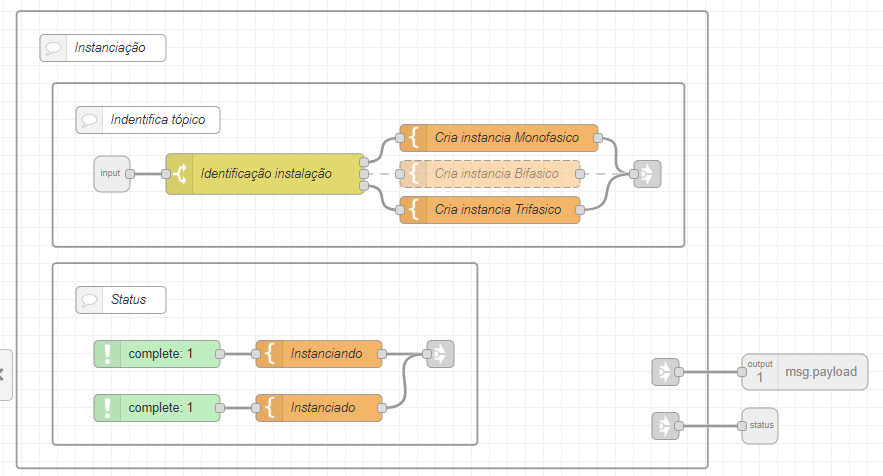 Instanciação
Indentifica tópico
input
Identificação instalação
Cria instancia Monofasico
Cria instancia Bifasico
Cria instancia Trifasico
Status
complete: 1
Instanciando
complete: 1
Instanciado
output
1
msg.payload
status